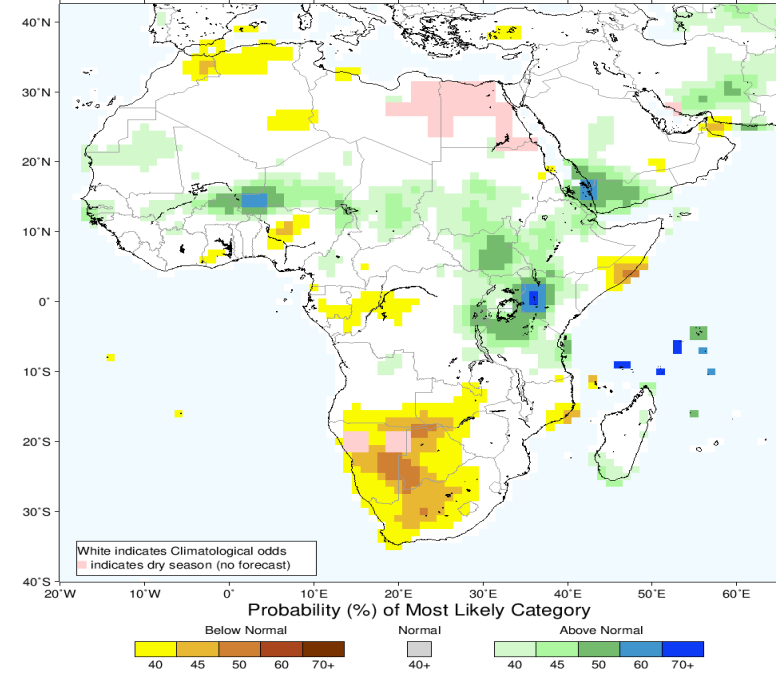 40°N
30°N
20°N
10°N
0°
10°S
20°S
30°S
40°S
White indicates Climatological odds
indicates dry season (no forecast)
20°W 10°W 0° 10°E 20°E 30°E 40°E 50°E 60°E
Probability (%) of Most Likely Category
Below Normal Normal Above Normal
40 45 50 60 70+ 40+ 40 45 50 60 70+